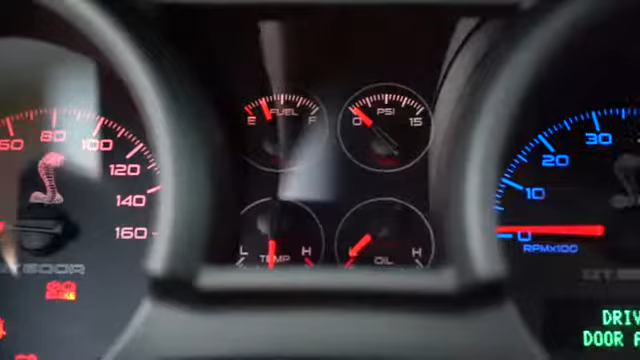 60
80
100
120
140
160
FUEL
E
F
PSI
0
15
L
H
TEMP
L
H
OIL
0
10
20
30
RPMX100
DRIV
DOOR